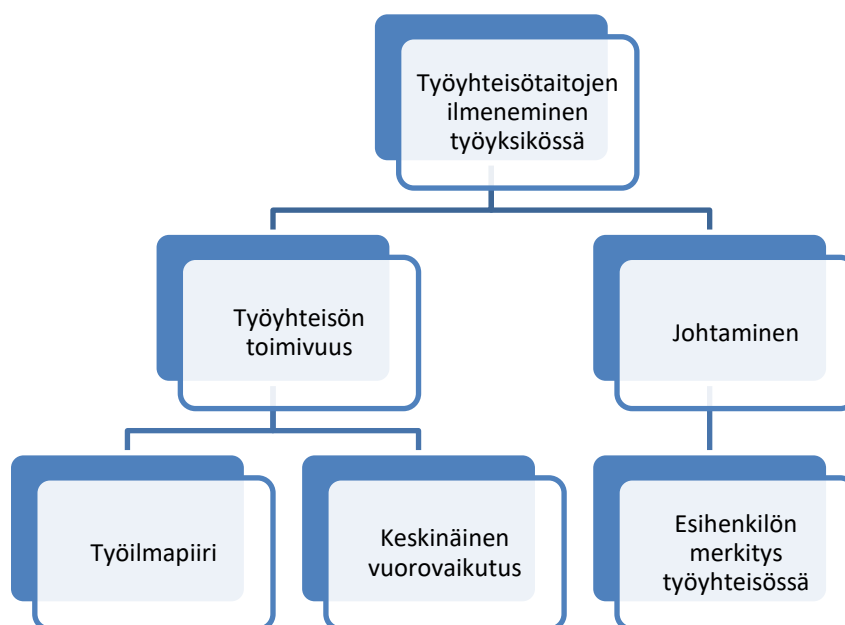 Työyhteisötaitojen
ilmeneminen
työyksikössä
Työyhteisön
toimivuus
Johtaminen
Työilmapiiri
Keskinäinen
vuorovaikutus
Esihenkilön
merkitys
työyhteisössä